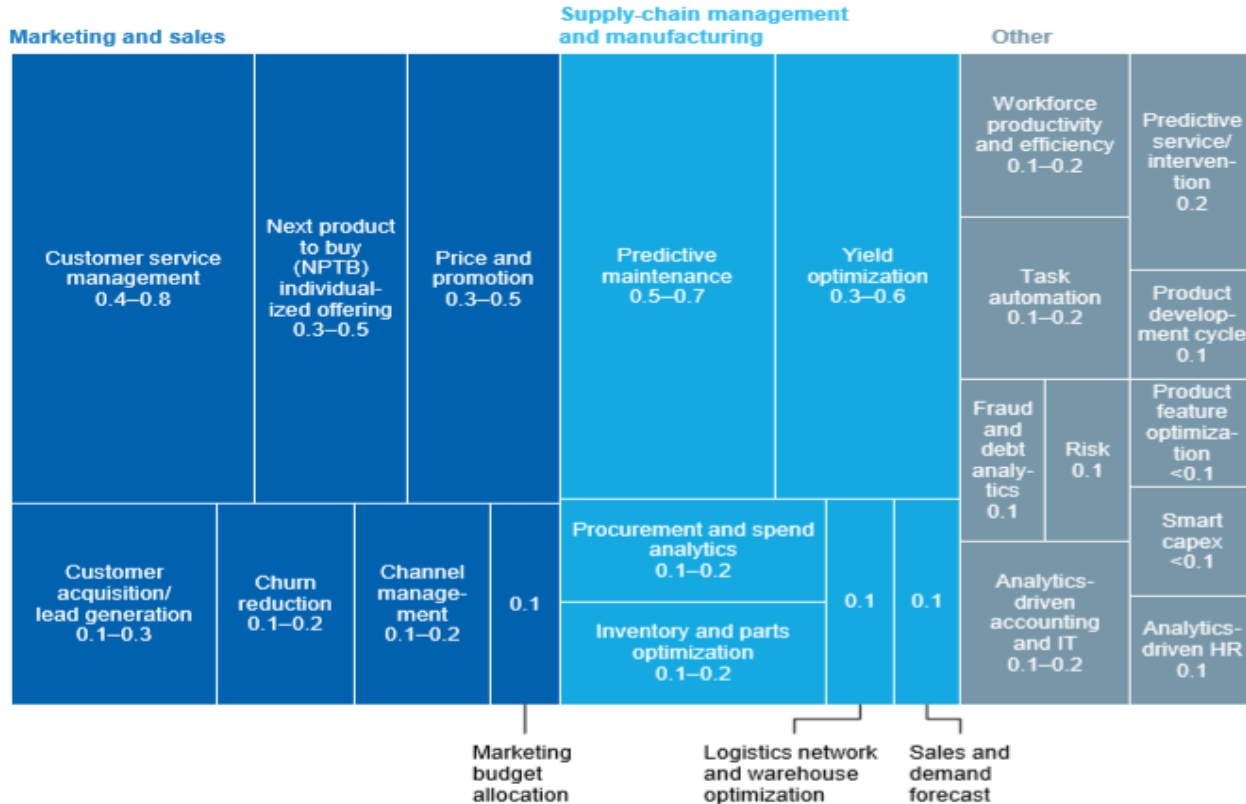 Marketing and sales
Customer service
management
0.4–0.8
Next product
to buy
(NPTB)
individual-
ized offering
0.3–0.5
Price and
promotion
0.3–0.5
Customer
acquisition/
lead generation
0.1–0.3
Churn
reduction
0.1–0.2
Channel
manage-
ment
0.1–0.2
0.1
Marketing
budget
allocation
Supply-chain management
and manufacturing
Predictive
maintenance
0.5–0.7
Yield
optimization
0.3–0.6
Procurement and spend
analytics
0.1–0.2
Inventory and parts
optimization
0.1–0.2
0.1
Logistics network
and warehouse
optimization
0.1
Sales and
demand
forecast
Other
Workforce
productivity
and efficiency
0.1–0.2
Predictive
service/
interven-
tion
0.2
Task
automation
0.1–0.2
Product
develop-
ment cycle
0.1
Fraud
and
debt
analy-
tics
0.1
Risk
0.1
Product
feature
optimiza-
tion
<0.1
Smart
capex
<0.1
Analytics-
driven
accounting
and IT
0.1–0.2
Analytics-
driven HR
0.1